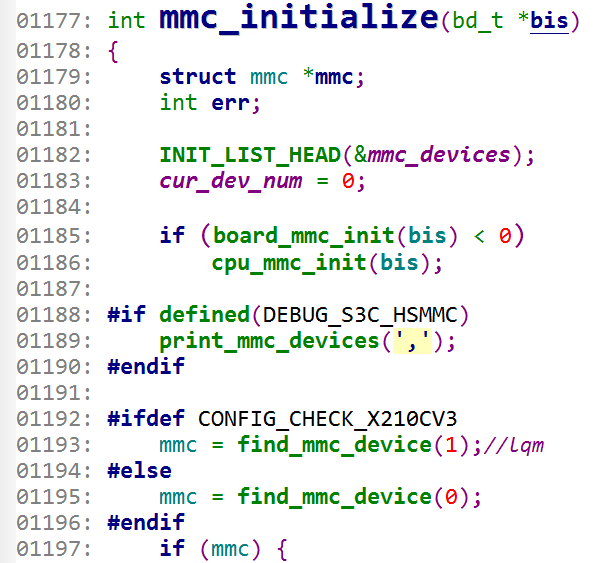 01177: int mmc_initialize(bd_t *bis)
01178: {
01179:     struct mmc *mmc;
01180:     int err;
01181:
01182:     INIT_LIST_HEAD(&mmc_devices);
01183:     cur_dev_num = 0;
01184:
01185:     if (board_mmc_init(bis) < 0)
01186:         cpu_mmc_init(bis);
01187:
01188: #if defined(DEBUG_S3C_HSMMC)
01189:     print_mmc_devices(',');
01190: #endif
01191:
01192: #ifdef CONFIG_CHECK_X210CV3
01193:     mmc = find_mmc_device(1);//lqm
01194: #else
01195:     mmc = find_mmc_device(0);
01196: #endif
01197:     if (mmc) {